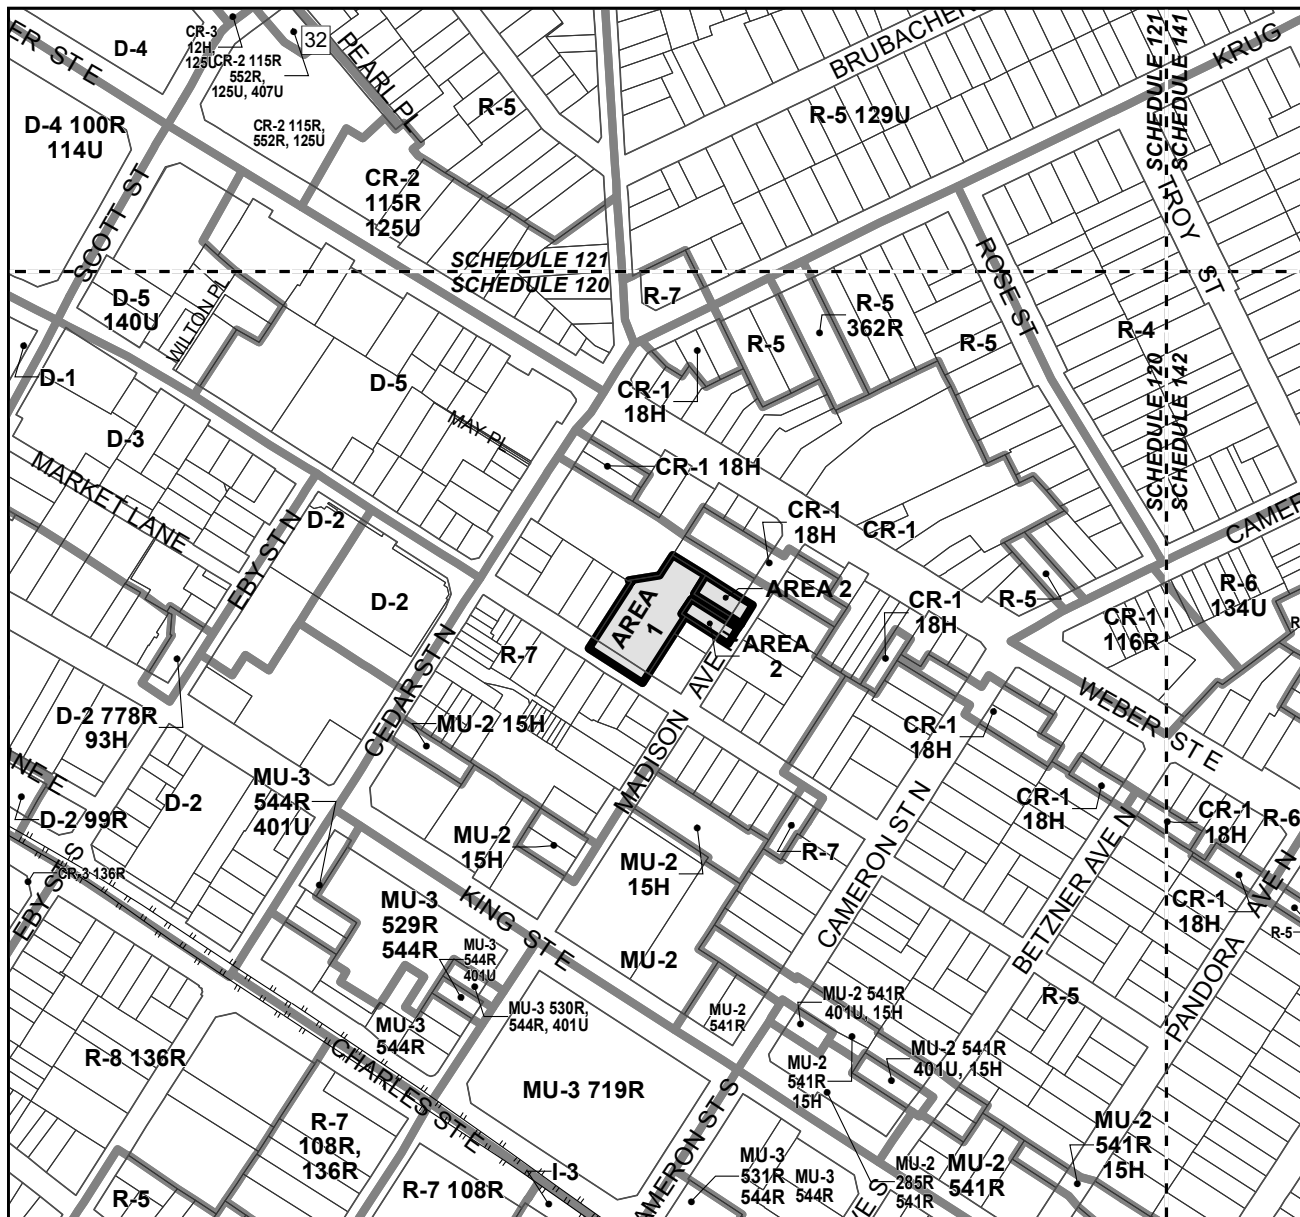 ER ST E
D-4
CR-3
12H,
125U
CR-2 115R
552R,
125U, 407U
32
PEARL PL
R-5
BRUBACHER
KRUG
SCHEDULE 121
SCHEDULE 141
D-4 100R
114U
CR-2 115R,
552R, 125U
R-5 129U
SCOTT ST
CR-2
115R
125U
TROY ST
SCHEDULE 121
SCHEDULE 120
ROSE ST
D-5
140U
WILTON PL
R-7
R-5
362R
R-5
R-5
R-4
D-1
D-5
CR-1
18H
SCHEDULE 120
SCHEDULE 142
D-3
MAY PL
MARKET LANE
CR-1 18H
D-2
EBY ST N
CR-1
18H
CR-1
CAMER
D-2
AREA
1
AREA 2
R-5
R-6
134U
R
CR-1
18H
CR-1
116R
AREA
2
CEDAR ST N
R-7
MADISON AVE N
D-2 778R
93H
MU-2 15H
WEBER ST E
CR-1
18H
NE E
MU-3
544R
401U
D-2
D-2 99R
CR-1
18H
CR-1
18H
R-6
MU-2
15H
MU-2
15H
R-7
CAMERON ST N
BETZNER AVE N
EBY ST S
CR-3 136R
CR-1
18H
R-5
PANDORA AVE N
MU-3
529R
544R
KING ST E
MU-3
544R
401U
MU-2
R-5
MU-3 530R,
544R, 401U
MU-2
541R
MU-2 541R
401U, 15H
MU-3
544R
MU-2
541R
15H
MU-2 541R
401U, 15H
R-8 136R
CHARLES ST E
MU-3 719R
CAMERON ST S
R-7
108R,
136R
MU-2
541R
15H
I-3
R-7 108R
R-5
MU-3
531R
544R
MU-3
544R
VE S
MU-2
285R
541R
MU-2
541R